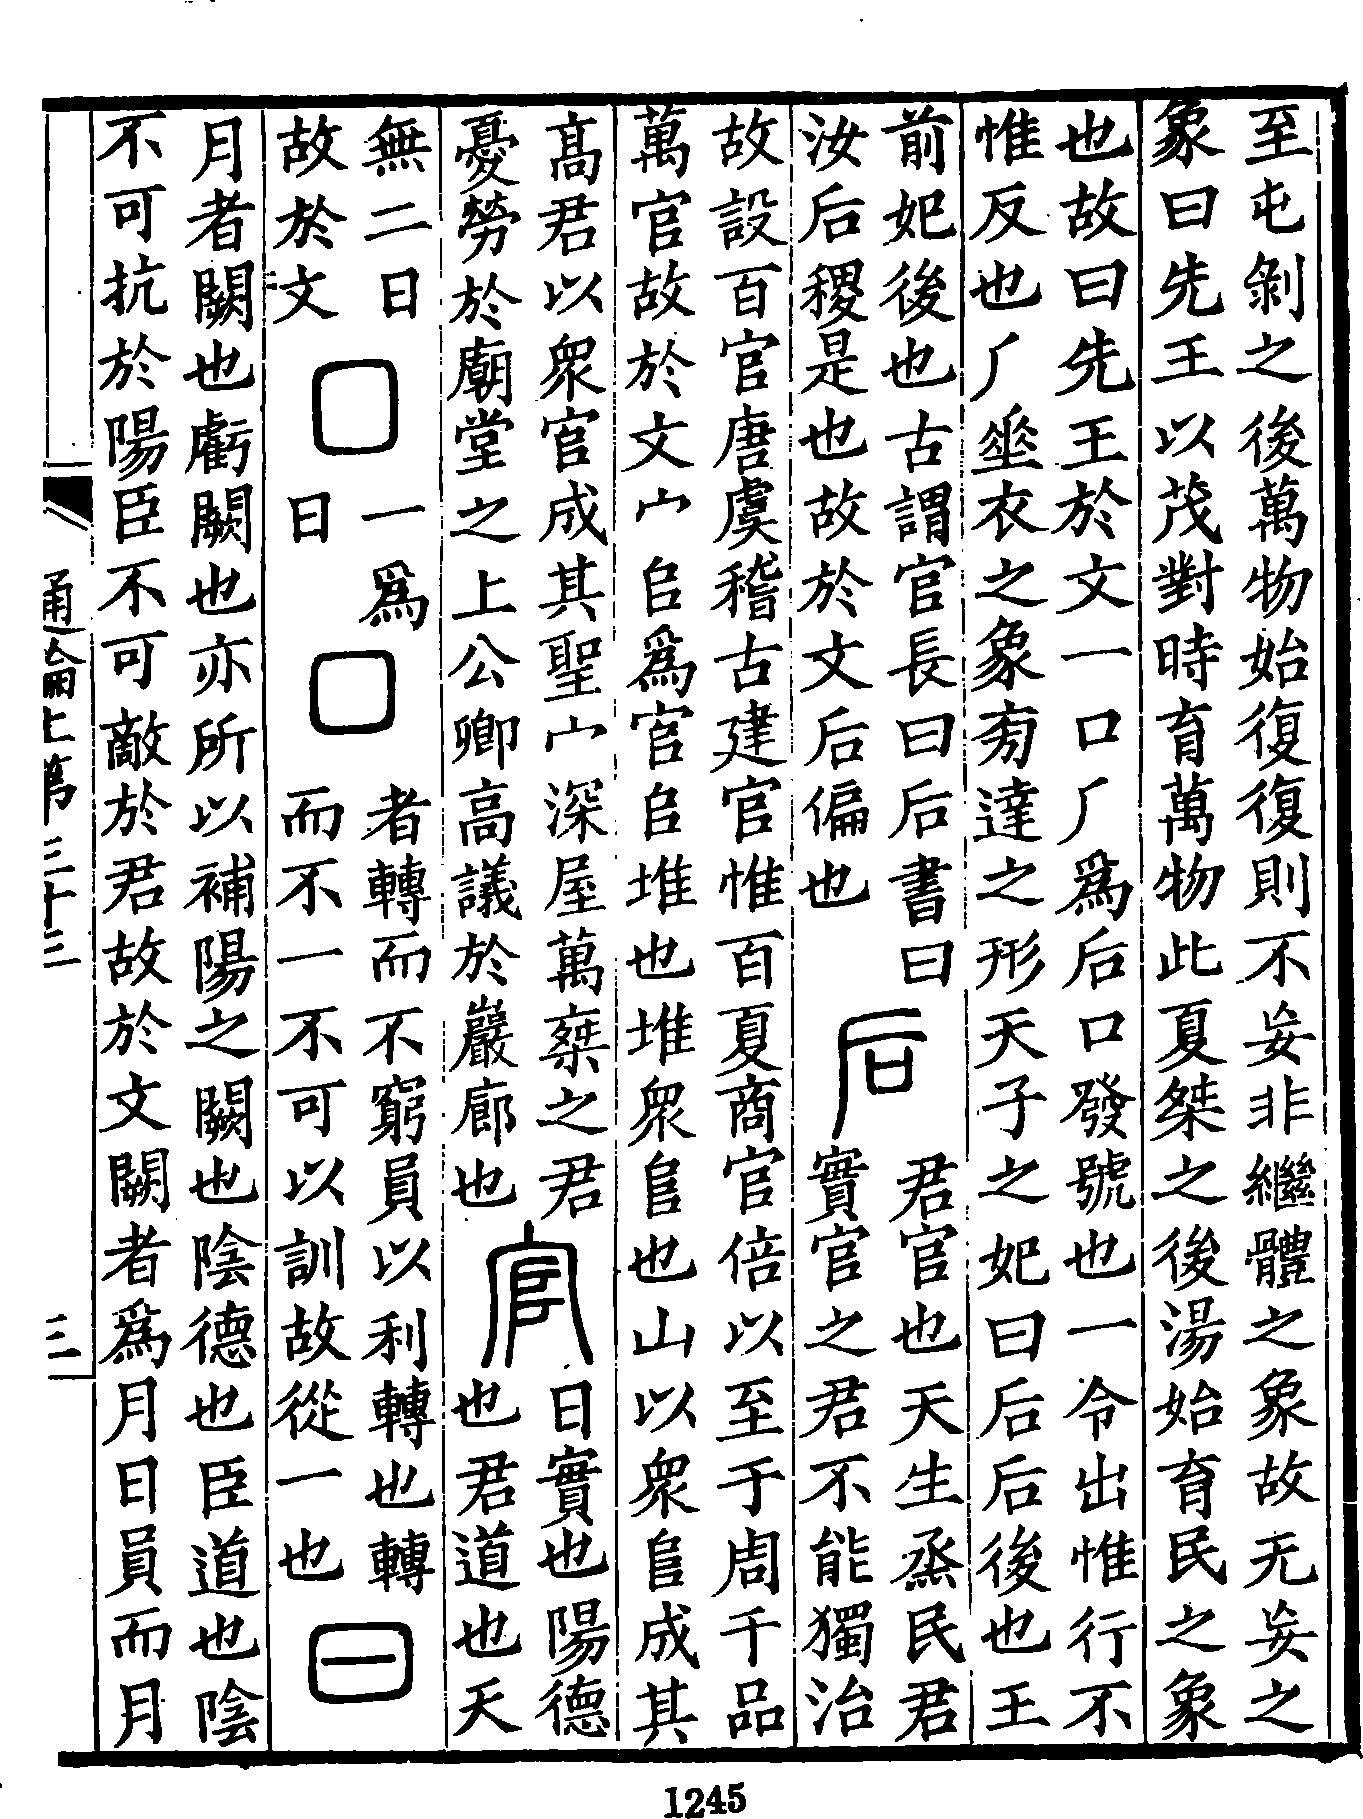 至屯剝之後萬物始復復則不妄非繼體之象故无妄之
象曰先王以茂對時育萬物此夏桀之後湯始育民之象
也故曰先王於文一口厂爲后口發號也一令出惟行不
惟反也厂𠂹衣之象旁達之形天子之妃曰后后後也王
前妃後也古謂官長曰后書曰
汝后稷是也故於文后偏也
后
君官也天生烝民君
實官之君不能獨治
故設百官唐虞稽古建官惟百夏商官倍以至于周千品
萬官故於文宀㠯爲官㠯堆也堆眾𠂤也山以眾𠂤成其
高君以眾官成其聖宀深屋萬椉之君
憂勞於廟堂之上公卿高議於巖廊也
官
日實也陽德
也君道也天
無二日
故於文
囗
一爲
日
囗
者轉而不窮員以利轉也轉
而不一不可以訓故從一也
日
月者闕也虧闕也亦所以補陽之闕也陰德也臣道也陰
不可抗於陽臣不可敵於君故於文闕者爲月日員而月
通論上第三十三
三
1245